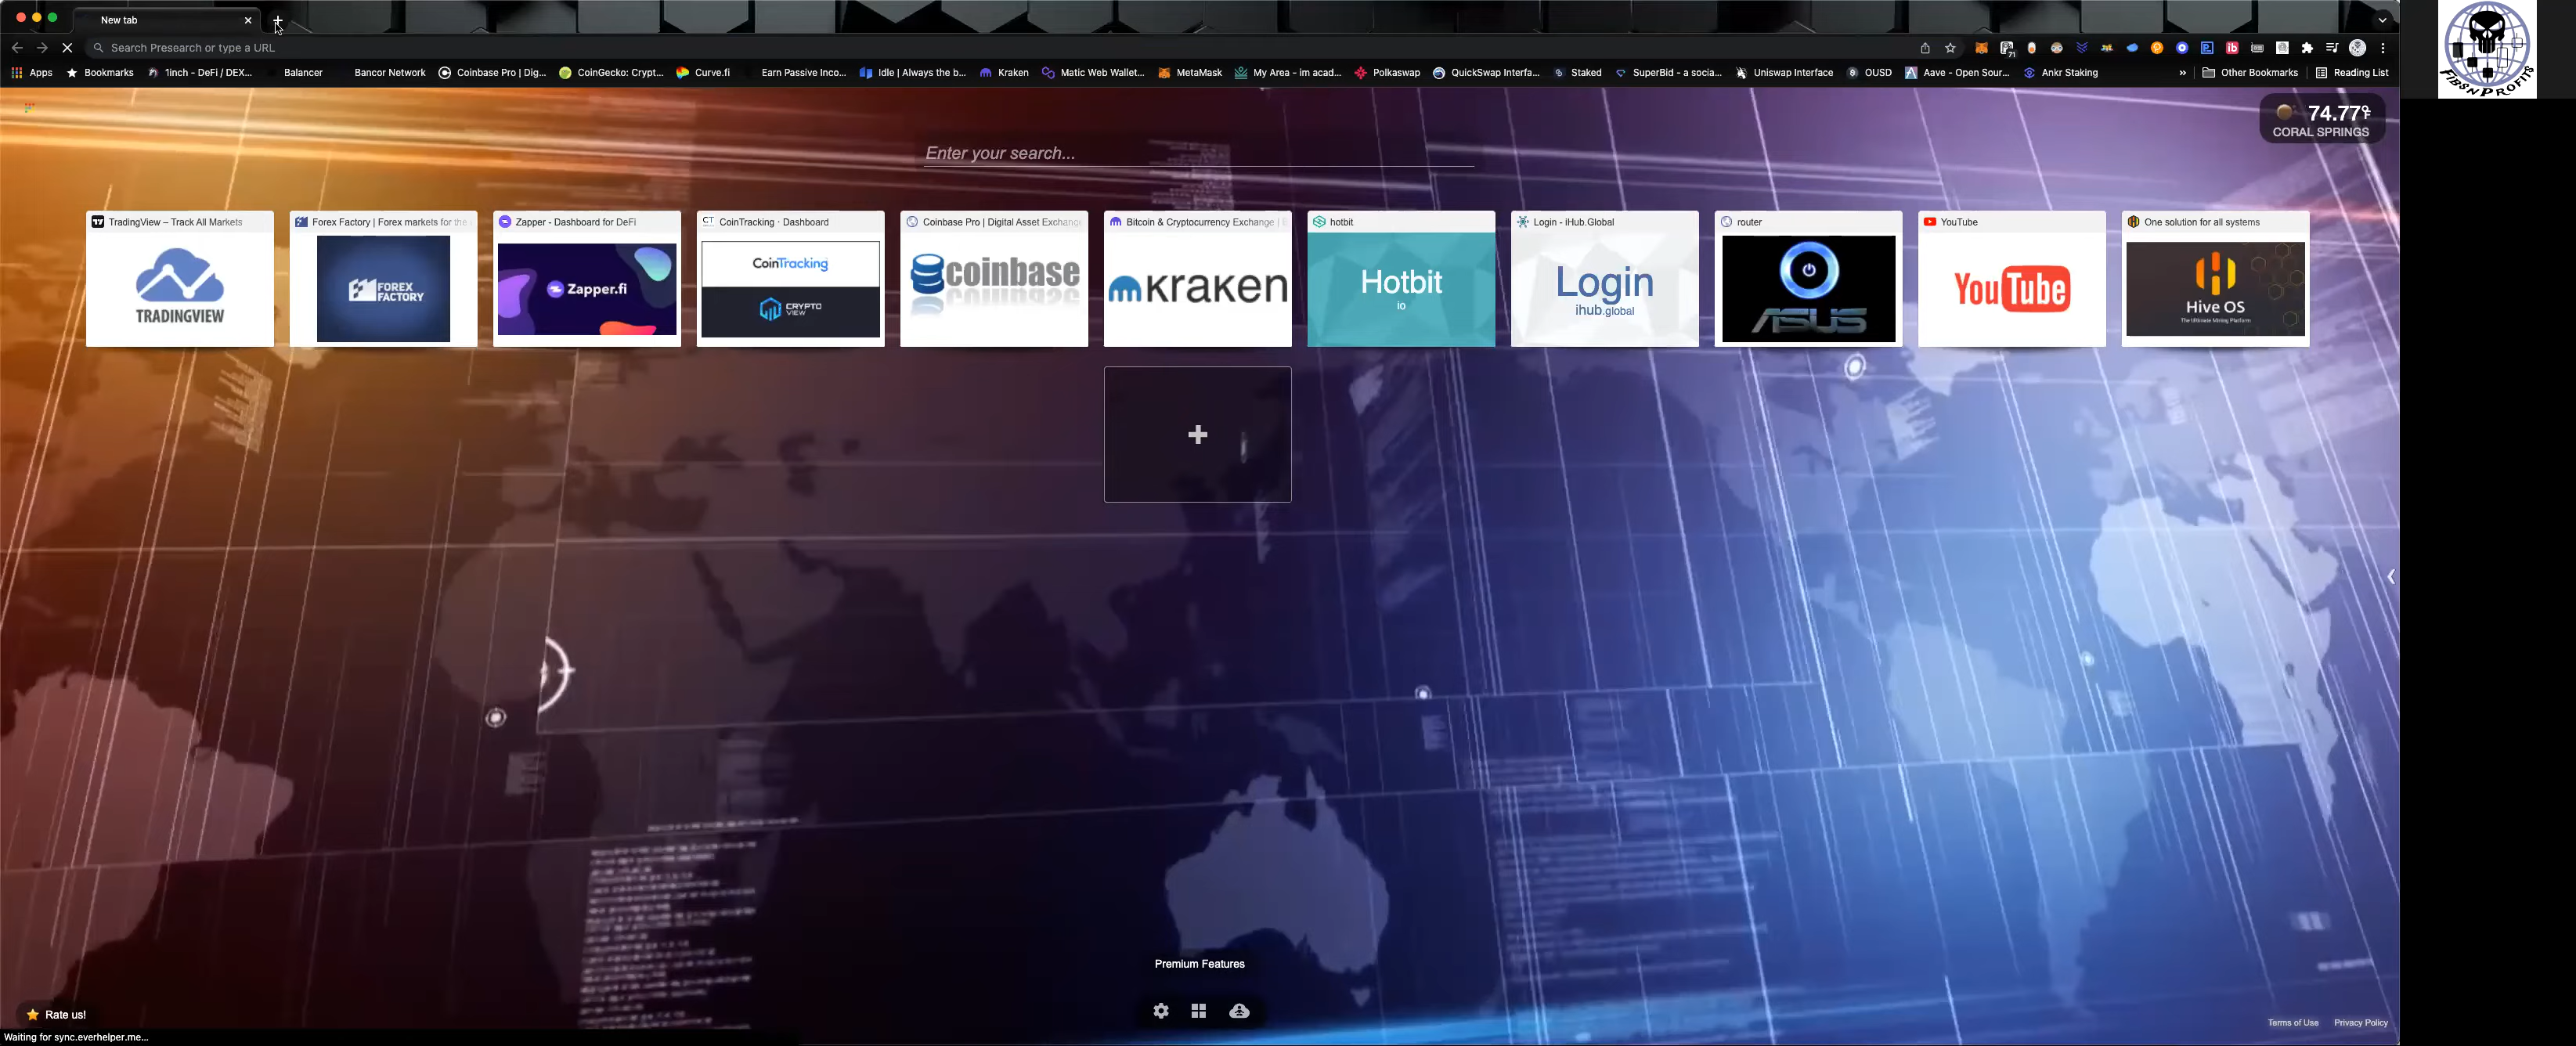 New tab
Search Presearch or type a URL
Apps Bookmarks 1inch - DeFi / DEX... Balancer Bancor Network Coinbase Pro | Dig... CoinGecko: Crypt... Curve.fi Earn Passive Inco... Idle | Always the b... Kraken Matic Web Wallet... MetaMask My Area - im acad... Polkaswap QuickSwap Interfa... Staked SuperBid - a socia... Uniswap Interface OUSD Aave - Open Sour... Ankr Staking » Other Bookmarks Reading List
FIBSNPROFITS
74.77°F
CORAL SPRINGS
Enter your search...
TradingView – Track All Markets
TRADINGVIEW
Forex Factory | Forex markets for the
FOREX
FACTORY
Zapper - Dashboard for DeFi
Zapper.fi
CoinTracking · Dashboard
CoinTracking
CRYPTO
VIEW
Coinbase Pro | Digital Asset Exchang
coinbase
Bitcoin & Cryptocurrency Exchange |
kraken
hotbit
Hotbit
io
Login - iHub.Global
Login
ihub.global
router
ASUS
YouTube
YouTube
One solution for all systems
Hive OS
The Ultimate Mining Platform
Premium Features
Rate us!
Terms of Use Privacy Policy
Waiting for sync.everhelper.me...